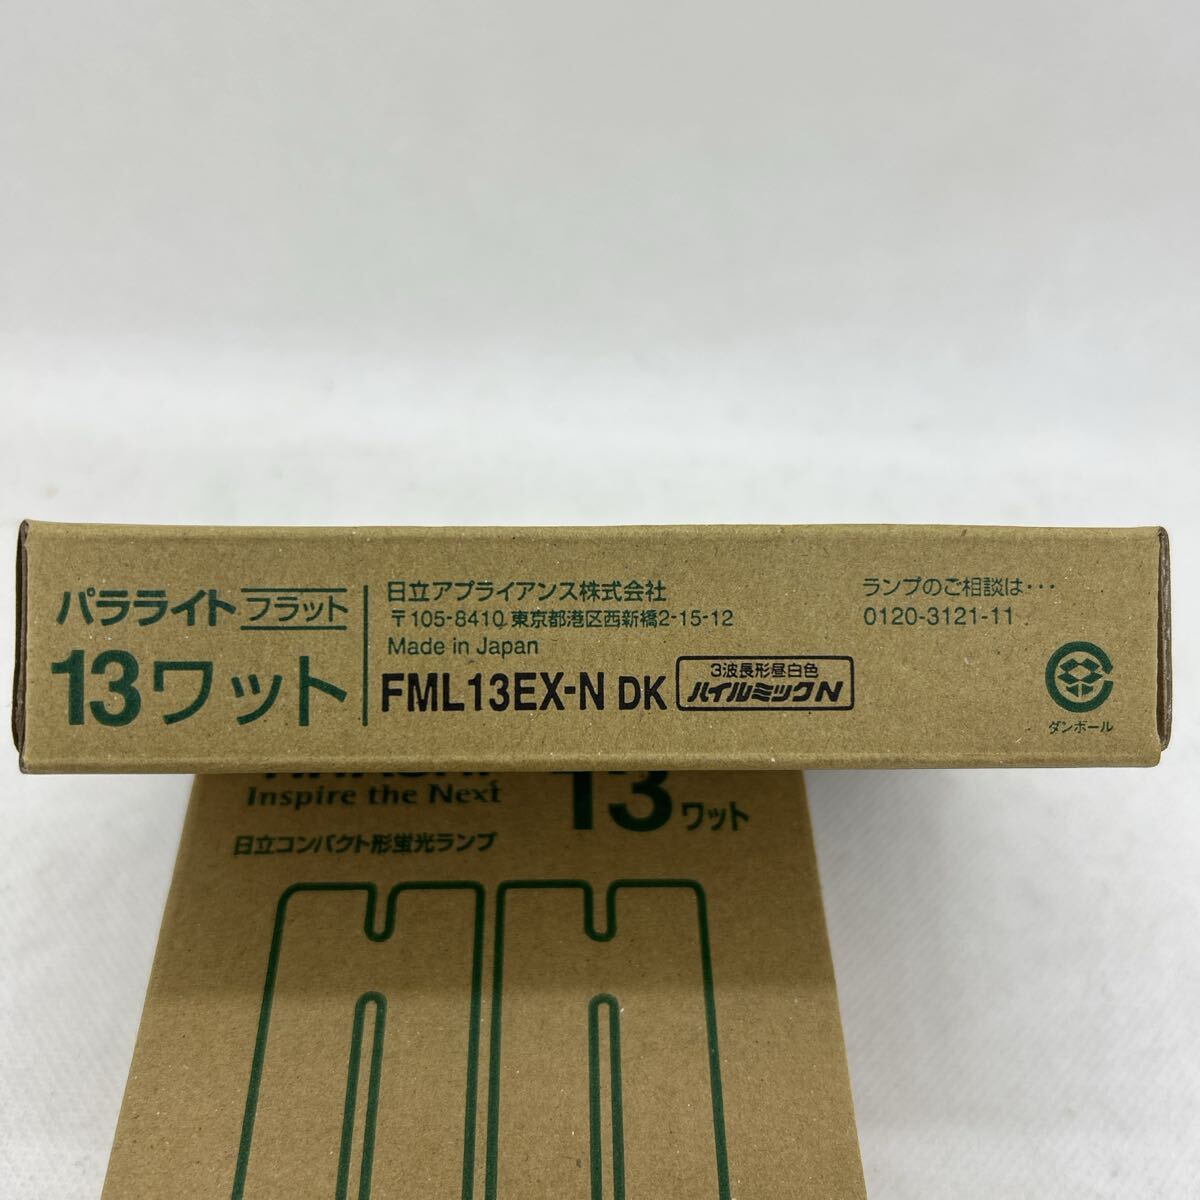 パラライト フラット
13ワット
日立アプライアンス株式会社
〒105-8410 東京都港区西新橋2-15-12
Made in Japan
FML13EX-N DK
3波長形昼白色
ハイルミックN
ランプのご相談は･･･
0120-3121-11
ダンボール
Inspire the Next
13ワット
日立コンパクト形蛍光ランプ